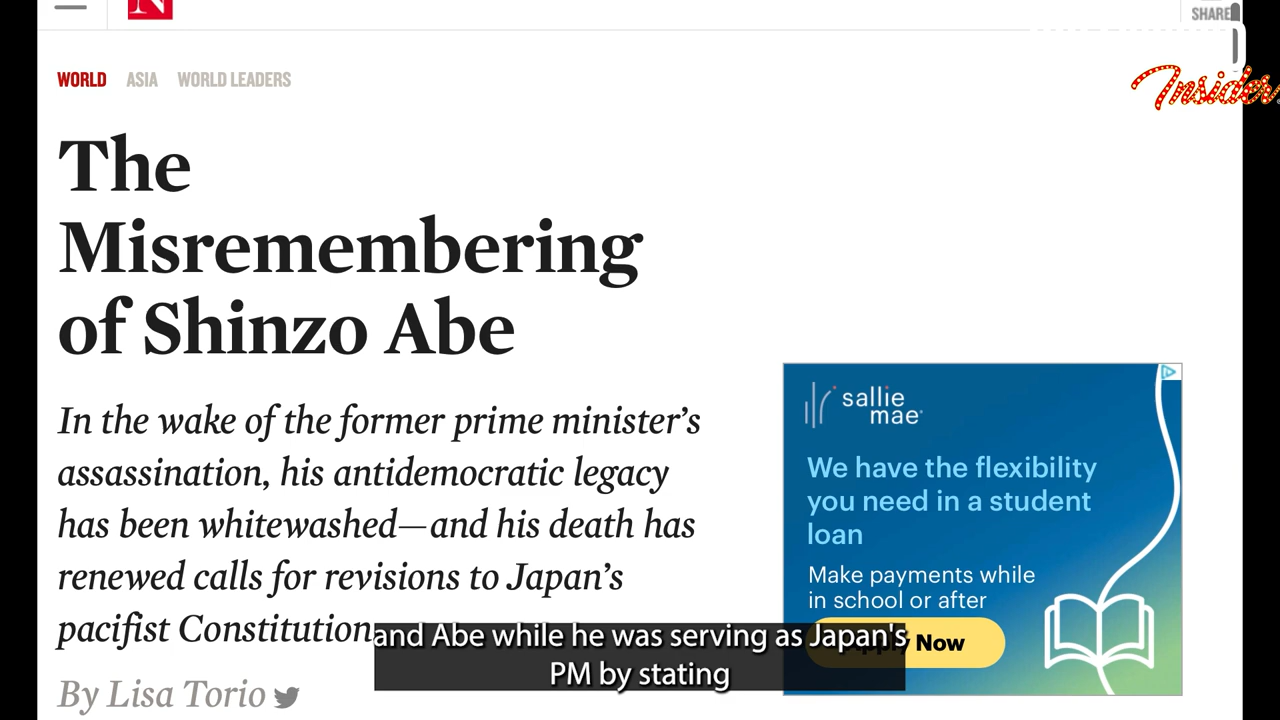 N
SHARE
Insider
WORLD ASIA WORLD LEADERS
The
Misremembering
of Shinzo Abe
In the wake of the former prime minister's
assassination, his antidemocratic legacy
has been whitewashed—and his death has
renewed calls for revisions to Japan's
pacifist Constitution
By Lisa Torio
sallie
mae
We have the flexibility
you need in a student
loan
Make payments while
in school or after
Now
and Abe while he was serving as Japan's
PM by stating